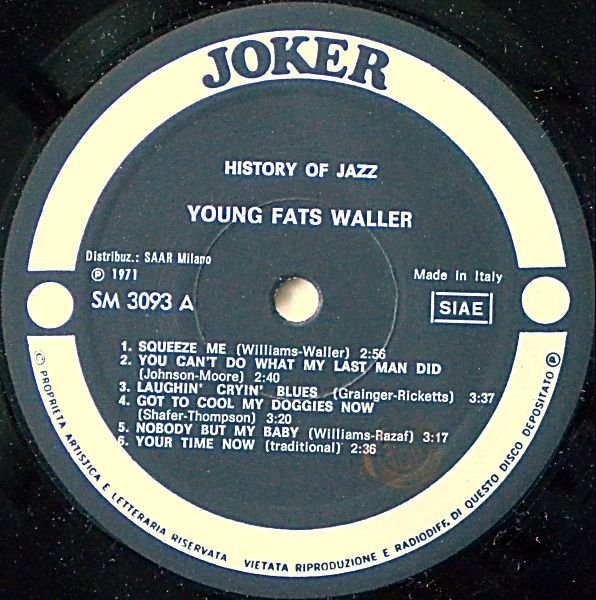 JOKER
HISTORY OF JAZZ
YOUNG FATS WALLER
Distribuz.: SAAR Milano
Ⓟ 1971
SM 3093 A
Made in Italy
SIAE
1. SQUEEZE ME (Williams-Waller) 2:56
2. YOU CAN'T DO WHAT MY LAST MAN DID
(Johnson-Moore) 2:40
3. LAUGHIN' CRYIN' BLUES (Grainger-Ricketts) 3:37
4. GOT TO COOL MY DOGGIES NOW
(Shafer-Thompson) 3:20
5. NOBODY BUT MY BABY (Williams-Razaf) 3:17
6. YOUR TIME NOW (traditional) 2:36
© PROPRIETA ARTISTICA E LETTERARIA RISERVATA VIETATA RIPRODUZIONE E RADIODIFF. DI QUESTO DISCO DEPOSITATO Ⓟ